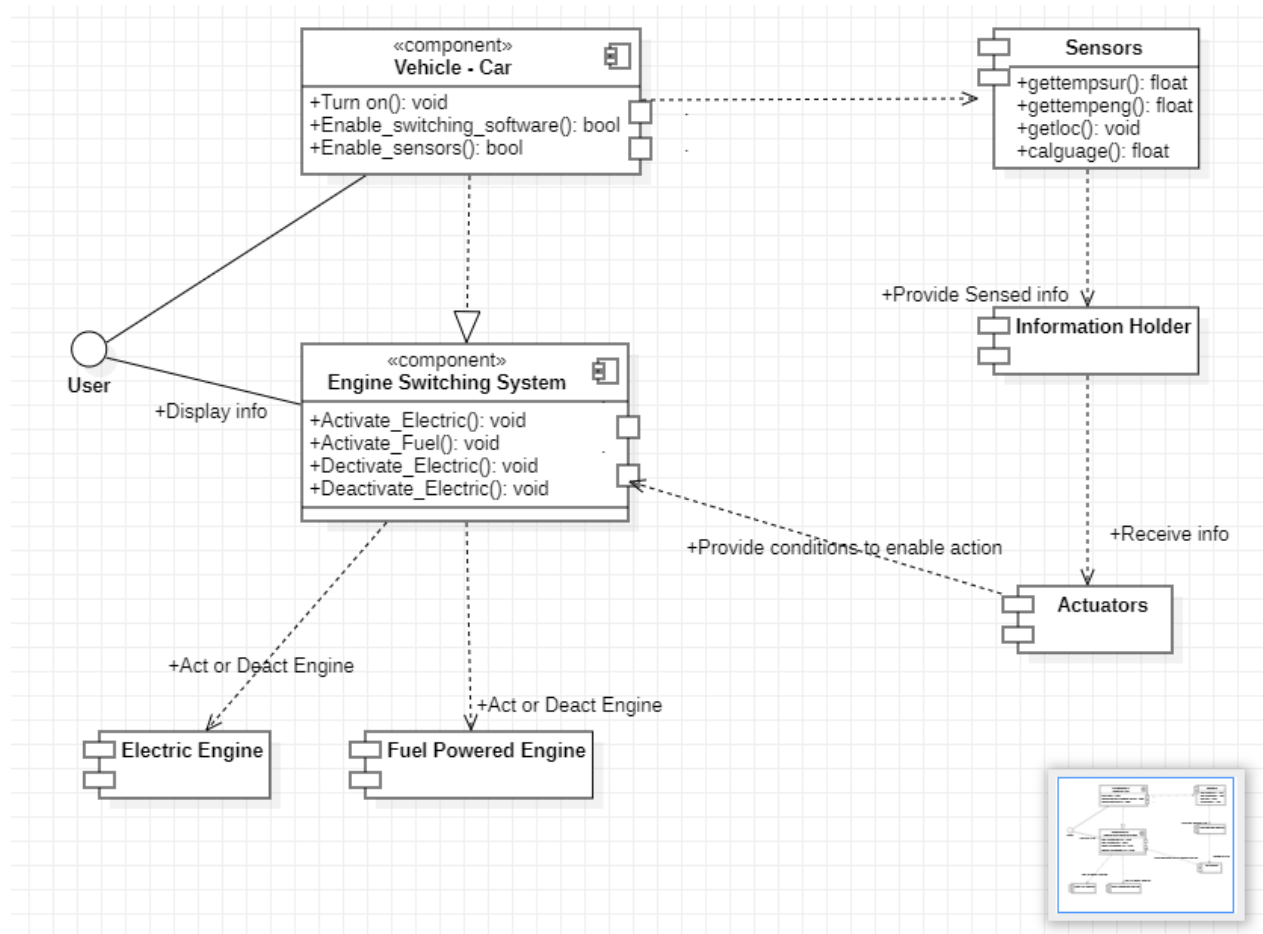 «component»
Vehicle - Car
+Turn on(): void
+Enable_switching_software(): bool
+Enable_sensors(): bool
Sensors
+gettempsur(): float
+gettempeng(): float
+getloc(): void
+calguage(): float
+Provide Sensed info
Information Holder
User
+Display info
«component»
Engine Switching System
+Activate_Electric(): void
+Activate_Fuel(): void
+Dectivate_Electric(): void
+Deactivate_Electric(): void
+Receive info
+Provide conditions to enable action
Actuators
+Act or Deact Engine
+Act or Deact Engine
Electric Engine
Fuel Powered Engine